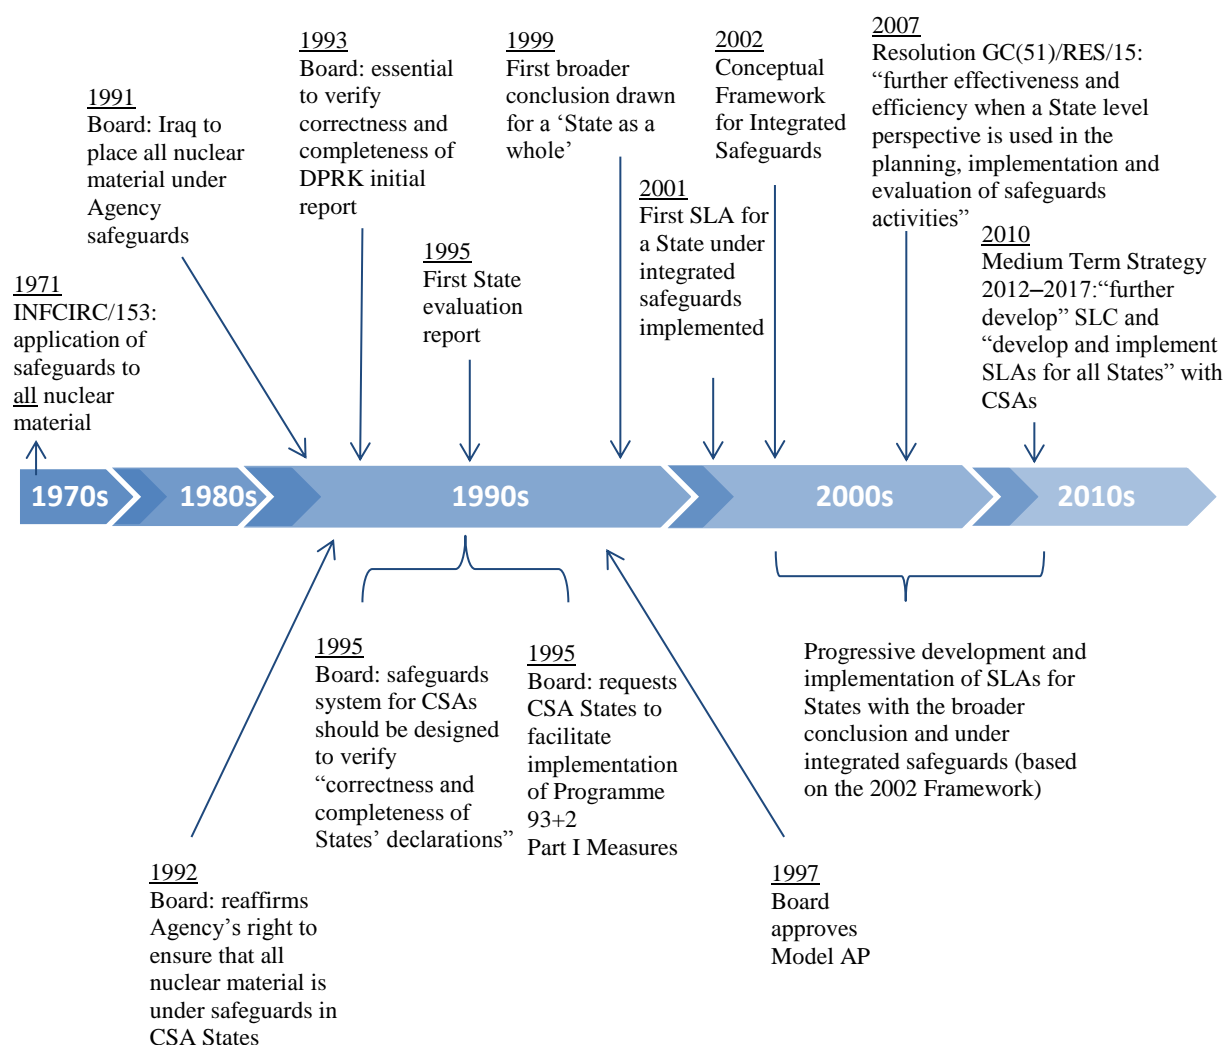 1971
INFCIRC/153:
application of
safeguards to
all nuclear
material
1991
Board: Iraq to
place all nuclear
material under
Agency
safeguards
1993
Board: essential
to verify
correctness and
completeness of
DPRK initial
report
1995
First State
evaluation
report
1999
First broader
conclusion drawn
for a ‘State as a
whole’
2001
First SLA for
a State under
integrated
safeguards
implemented
2002
Conceptual
Framework
for Integrated
Safeguards
2007
Resolution GC(51)/RES/15:
“further effectiveness and
efficiency when a State level
perspective is used in the
planning, implementation and
evaluation of safeguards
activities”
2010
Medium Term Strategy
2012–2017:“further
develop” SLC and
“develop and implement
SLAs for all States” with
CSAs
1970s
1980s
1990s
2000s
2010s
1992
Board: reaffirms
Agency’s right to
ensure that all
nuclear material is
under safeguards in
CSA States
1995
Board: safeguards
system for CSAs
should be designed
to verify
“correctness and
completeness of
States’ declarations”
1995
Board: requests
CSA States to
facilitate
implementation
of Programme
93+2
Part I Measures
1997
Board
approves
Model AP
Progressive development and
implementation of SLAs for
States with the broader
conclusion and under
integrated safeguards (based
on the 2002 Framework)